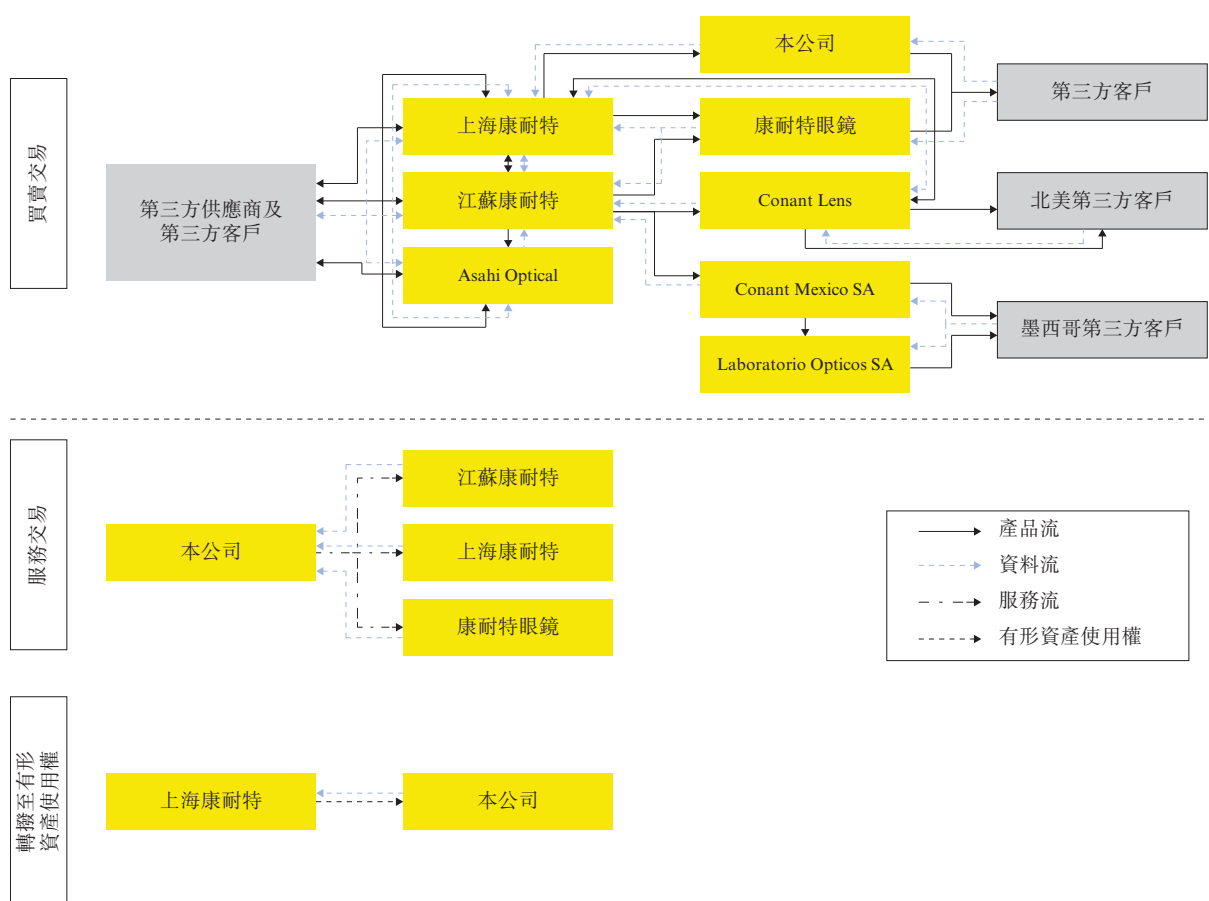 買賣交易
本公司
第三方客戶
上海康耐特
康耐特眼鏡
第三方供應商及
第三方客戶
江蘇康耐特
Conant Lens
北美第三方客戶
Asahi Optical
Conant Mexico SA
墨西哥第三方客戶
Laboratorio Opticos SA
服務交易
江蘇康耐特
本公司
上海康耐特
康耐特眼鏡
產品流
資料流
服務流
有形資產使用權
轉撥至有形
資產使用權
上海康耐特
本公司